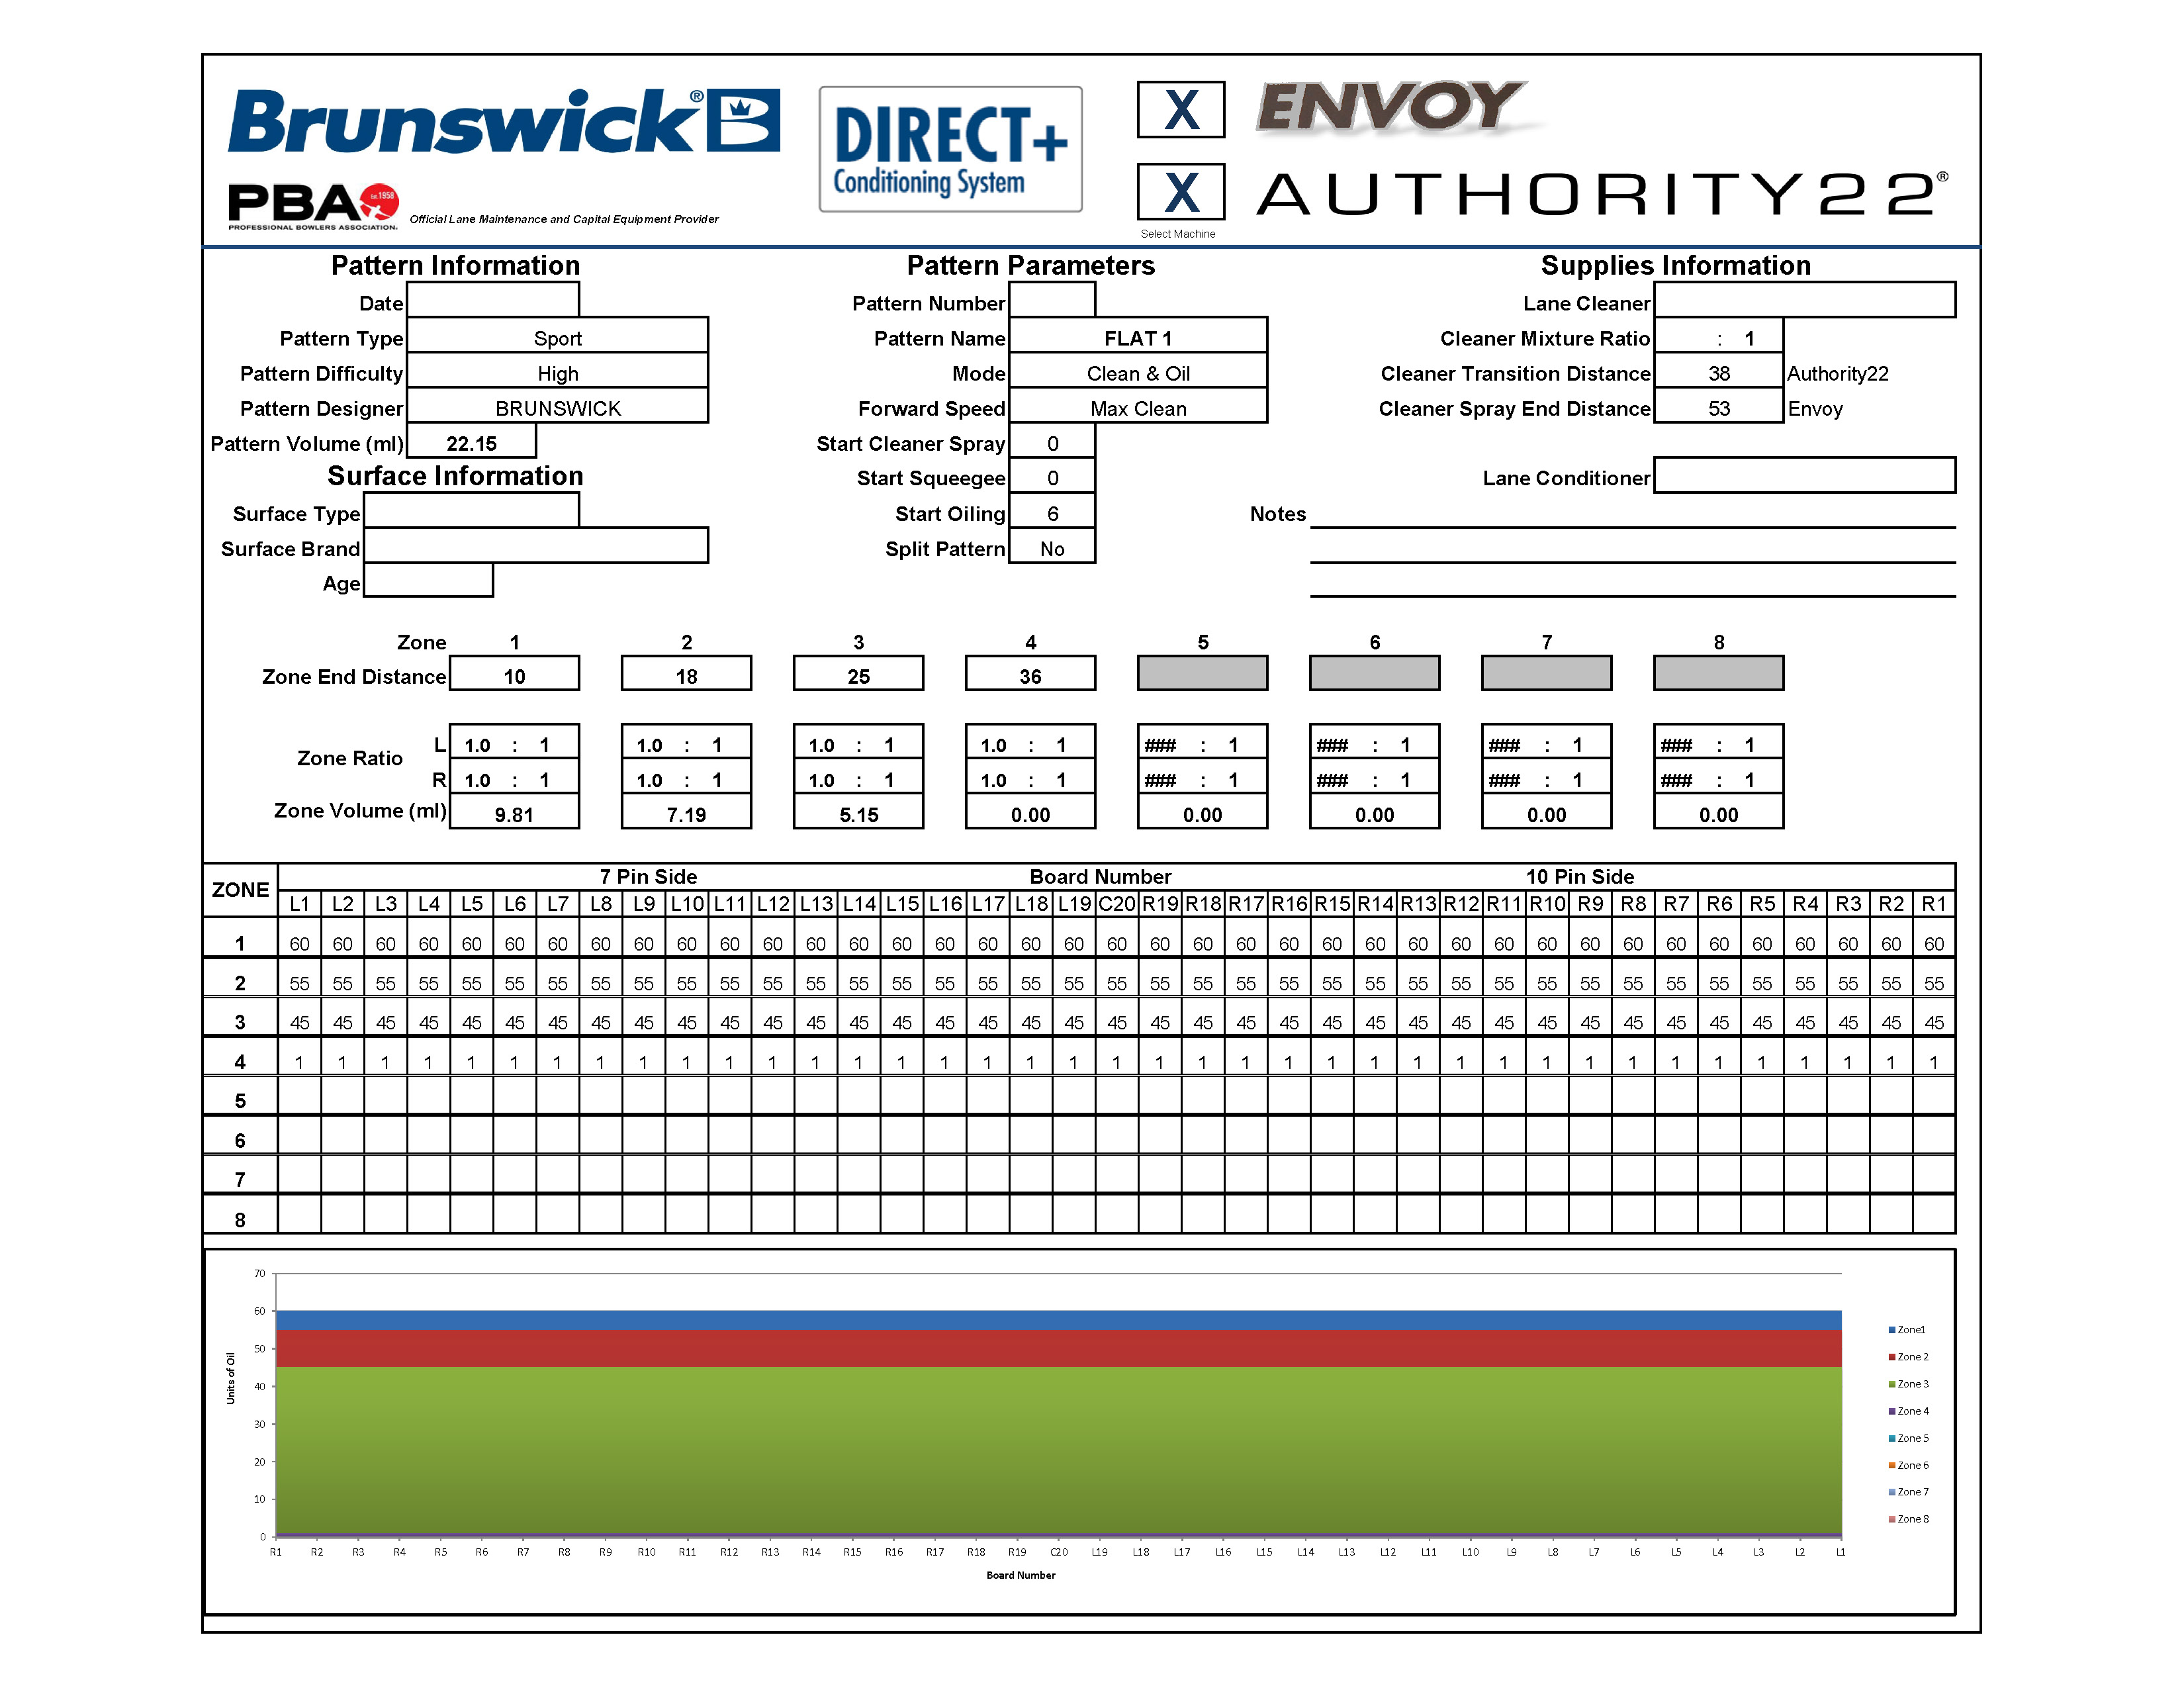 Brunswick® B
DIRECT+
Conditioning System
X ENVOY
X AUTHORITY22®
Select Machine
PBA est.1958
PROFESSIONAL BOWLERS ASSOCIATION.
Official Lane Maintenance and Capital Equipment Provider
Pattern Information
Date
Pattern Type Sport
Pattern Difficulty High
Pattern Designer BRUNSWICK
Pattern Volume (ml) 22.15
Surface Information
Surface Type
Surface Brand
Age
Pattern Parameters
Pattern Number
Pattern Name FLAT 1
Mode Clean & Oil
Forward Speed Max Clean
Start Cleaner Spray 0
Start Squeegee 0
Start Oiling 6
Split Pattern No
Supplies Information
Lane Cleaner
Cleaner Mixture Ratio : 1
Cleaner Transition Distance 38 Authority22
Cleaner Spray End Distance 53 Envoy
Lane Conditioner
Notes
Zone 1 2 3 4 5 6 7 8
Zone End Distance 10 18 25 36
Zone Ratio
L 1.0 : 1 1.0 : 1 1.0 : 1 1.0 : 1 ### : 1 ### : 1 ### : 1 ### : 1
R 1.0 : 1 1.0 : 1 1.0 : 1 1.0 : 1 ### : 1 ### : 1 ### : 1 ### : 1
Zone Volume (ml) 9.81 7.19 5.15 0.00 0.00 0.00 0.00 0.00
ZONE 7 Pin Side Board Number 10 Pin Side
L1 L2 L3 L4 L5 L6 L7 L8 L9 L10 L11 L12 L13 L14 L15 L16 L17 L18 L19 C20 R19 R18 R17 R16 R15 R14 R13 R12 R11 R10 R9 R8 R7 R6 R5 R4 R3 R2 R1
1 60 60 60 60 60 60 60 60 60 60 60 60 60 60 60 60 60 60 60 60 60 60 60 60 60 60 60 60 60 60 60 60 60 60 60 60 60 60 60
2 55 55 55 55 55 55 55 55 55 55 55 55 55 55 55 55 55 55 55 55 55 55 55 55 55 55 55 55 55 55 55 55 55 55 55 55 55 55 55
3 45 45 45 45 45 45 45 45 45 45 45 45 45 45 45 45 45 45 45 45 45 45 45 45 45 45 45 45 45 45 45 45 45 45 45 45 45 45 45
4 1 1 1 1 1 1 1 1 1 1 1 1 1 1 1 1 1 1 1 1 1 1 1 1 1 1 1 1 1 1 1 1 1 1 1 1 1 1 1
5
6
7
8
Units of Oil
70
60
50
40
30
20
10
0
R1 R2 R3 R4 R5 R6 R7 R8 R9 R10 R11 R12 R13 R14 R15 R16 R17 R18 R19 C20 L19 L18 L17 L16 L15 L14 L13 L12 L11 L10 L9 L8 L7 L6 L5 L4 L3 L2 L1
Board Number
Zone1
Zone 2
Zone 3
Zone 4
Zone 5
Zone 6
Zone 7
Zone 8